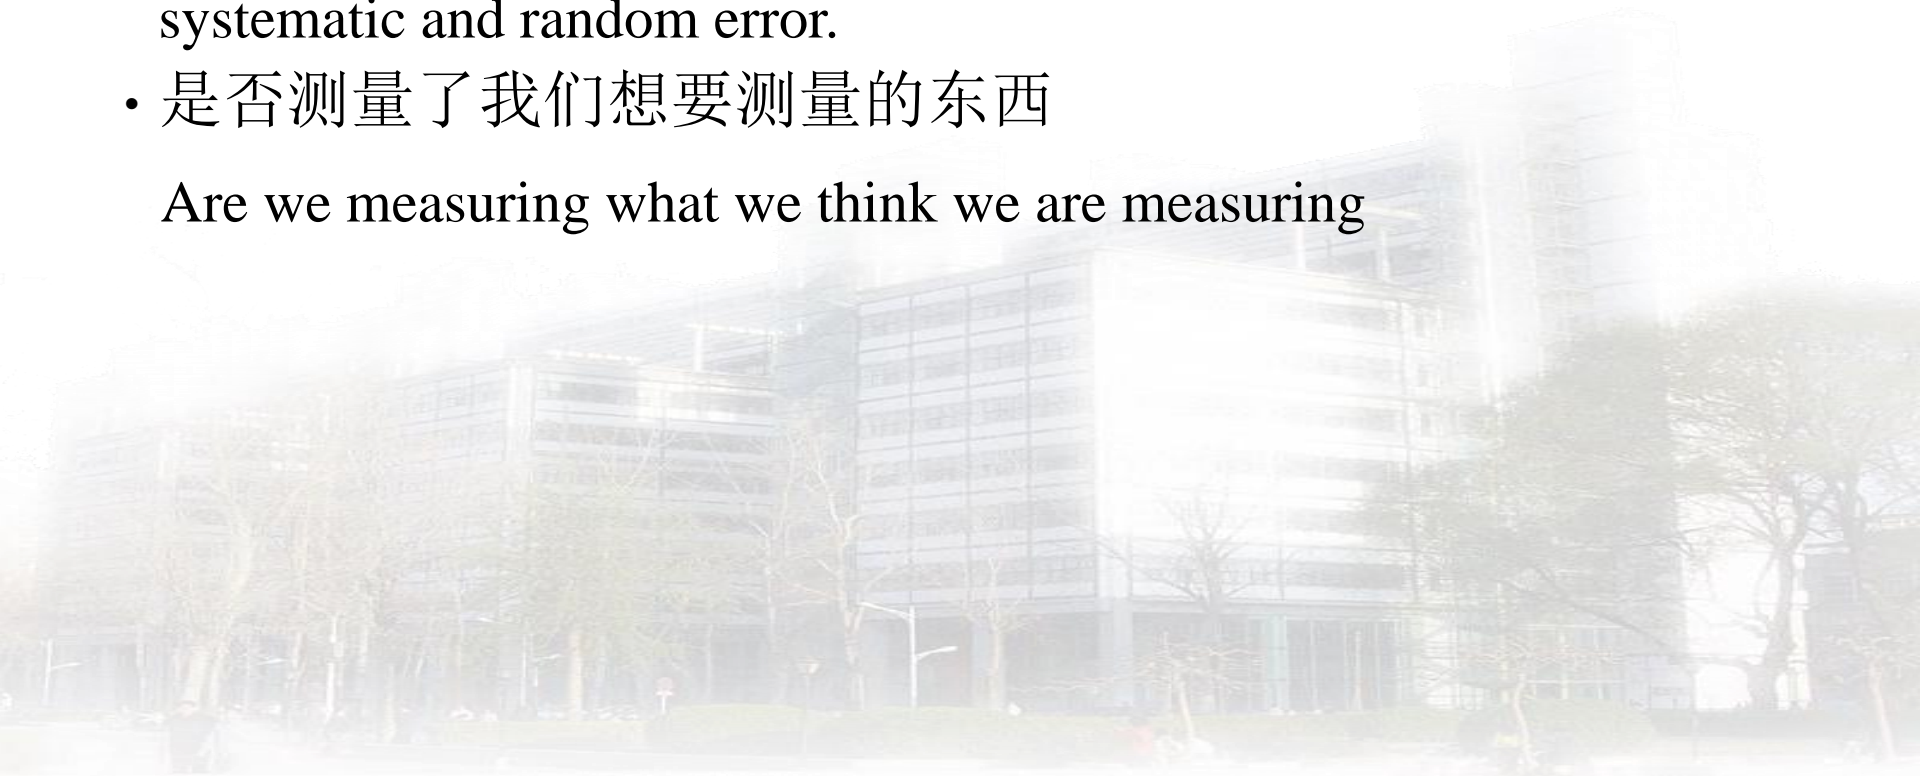 systematic and random error.
• 是否测量了我们想要测量的东西
Are we measuring what we think we are measuring